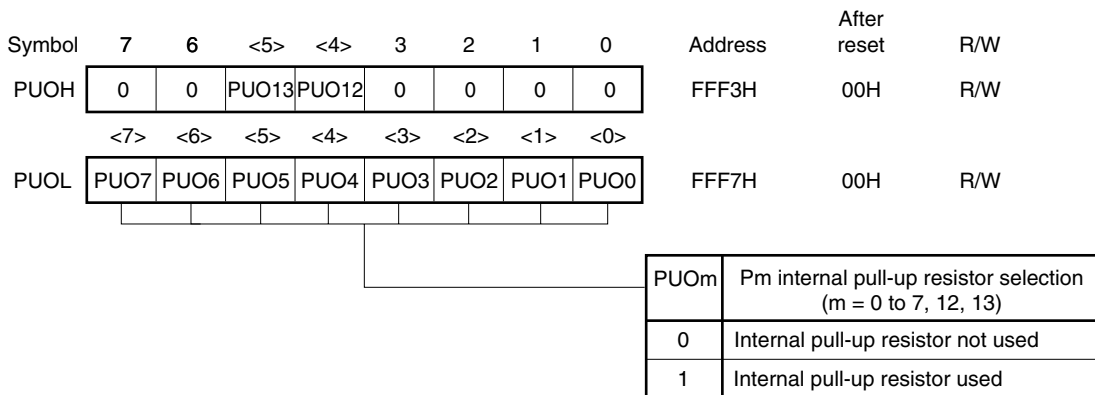 After
Symbol 7 6 <5> <4> 3 2 1 0 Address reset R/W
PUOH 0 0 PUO13 PUO12 0 0 0 0 FFF3H 00H R/W
<7> <6> <5> <4> <3> <2> <1> <0>
PUOL PUO7 PUO6 PUO5 PUO4 PUO3 PUO2 PUO1 PUO0 FFF7H 00H R/W
PUOm Pm internal pull-up resistor selection
(m = 0 to 7, 12, 13)
0 Internal pull-up resistor not used
1 Internal pull-up resistor used